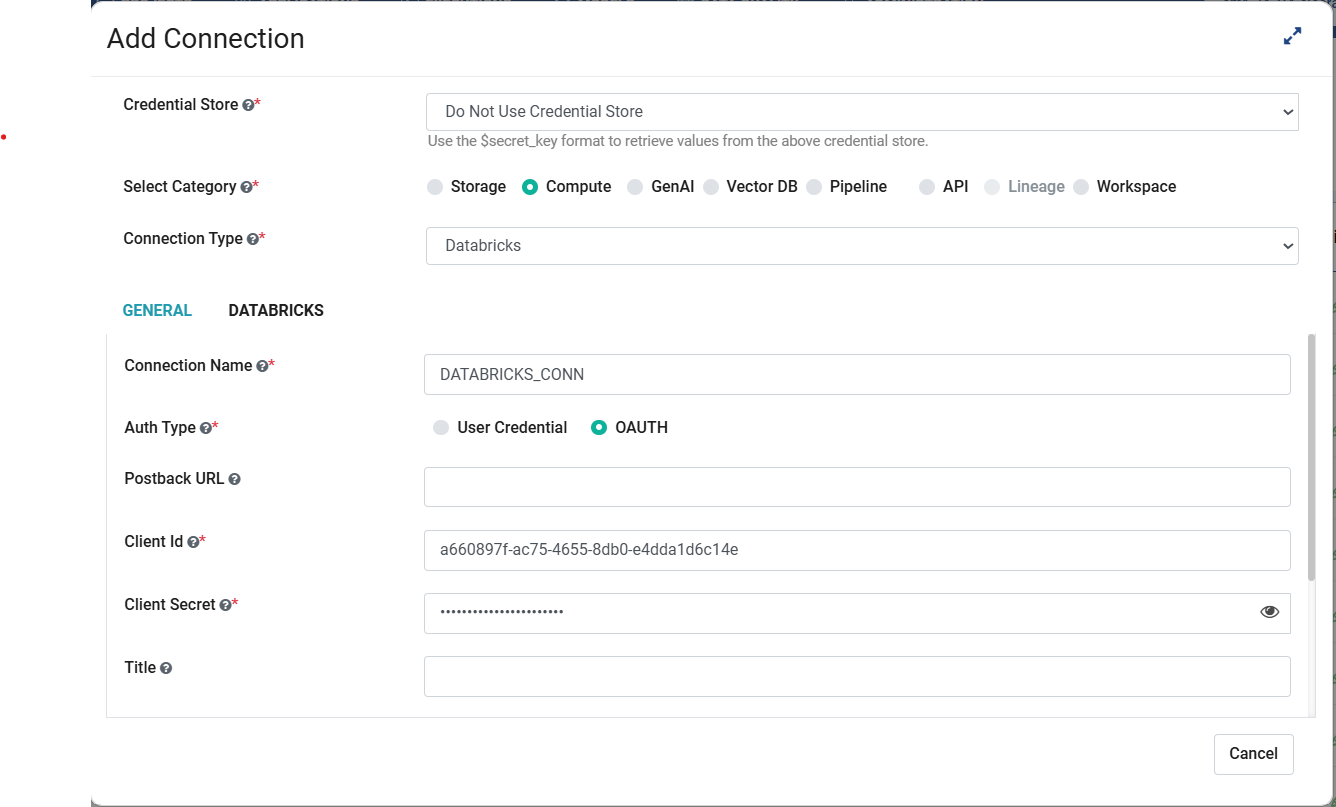 Add Connection
Credential Store ?*
Do Not Use Credential Store
Use the $secret_key format to retrieve values from the above credential store.
Select Category ?*
Storage Compute GenAI Vector DB Pipeline API Lineage Workspace
Connection Type ?*
Databricks
GENERAL DATABRICKS
Connection Name ?*
DATABRICKS_CONN
Auth Type ?*
User Credential OAUTH
Postback URL ?
Client Id ?*
a660897f-ac75-4655-8db0-e4dda1d6c14e
Client Secret ?*
•••••••••••••••••••••••
Title ?
Cancel